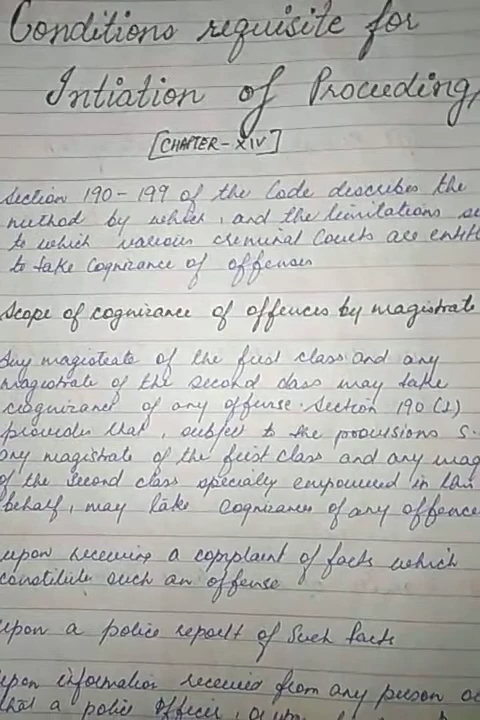 Conditions requisite for
Intiation of Proceeding
[CHAPTER-XIV]
Section 190-199 of the Code describes the
method by which, and the limitations
to which various criminal Courts are entit
to take Cognizance of offences
Scope of cognizance of offences by magistrate
Any magistrate of the first class and any
magistrate of the second class may take
cognizance of any offense. Section 190 (1)
provides that, subject to the provisions S.
any magistrate of the first class and any mag
of the second class specially empowered in this
behalf, may take Cognizance of any offence
upon receiving a complaint of facts which
constitute such an offense
upon a police report of such facts
upon information received from any person
that a police officer, or upon